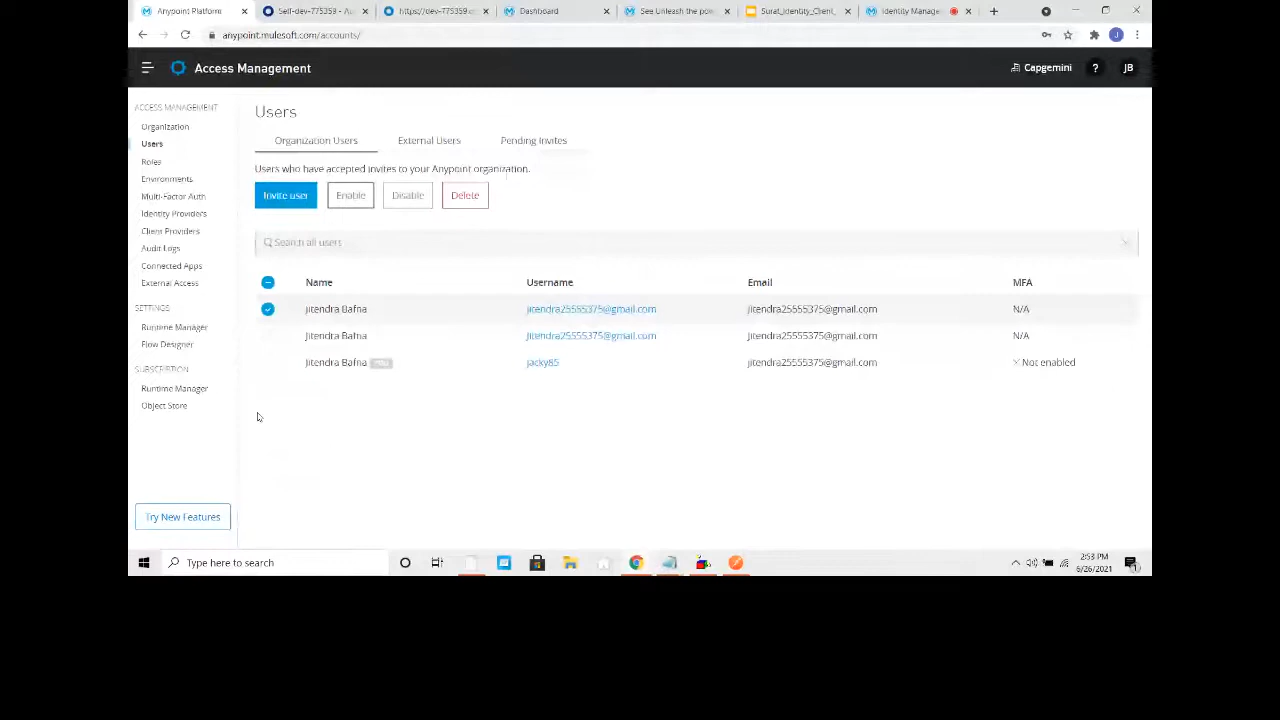 Anypoint Platform
Self-dev-775359 - Au
https://dev-775359.o
Dashboard
See Unleash the pow
Surat_Identity_Client_
Identity Manage
anypoint.mulesoft.com/accounts/
J
Access Management
Capgemini
?
JB
ACCESS MANAGEMENT
Organization
Users
Roles
Environments
Multi-Factor Auth
Identity Providers
Client Providers
Audit Logs
Connected Apps
External Access
SETTINGS
Runtime Manager
Flow Designer
SUBSCRIPTION
Runtime Manager
Object Store
Try New Features
Users
Organization Users
External Users
Pending Invites
Users who have accepted invites to your Anypoint organization.
Invite user
Enable
Disable
Delete
Search all users
Name Username Email MFA
Jitendra Bafna jitendra25555375@gmail.com jitendra25555375@gmail.com N/A
Jitendra Bafna jitendra25555375@gmail.com jitendra25555375@gmail.com N/A
Jitendra Bafna jacky85 jitendra25555375@gmail.com Not enabled
Type here to search
2:53 PM
6/26/2021